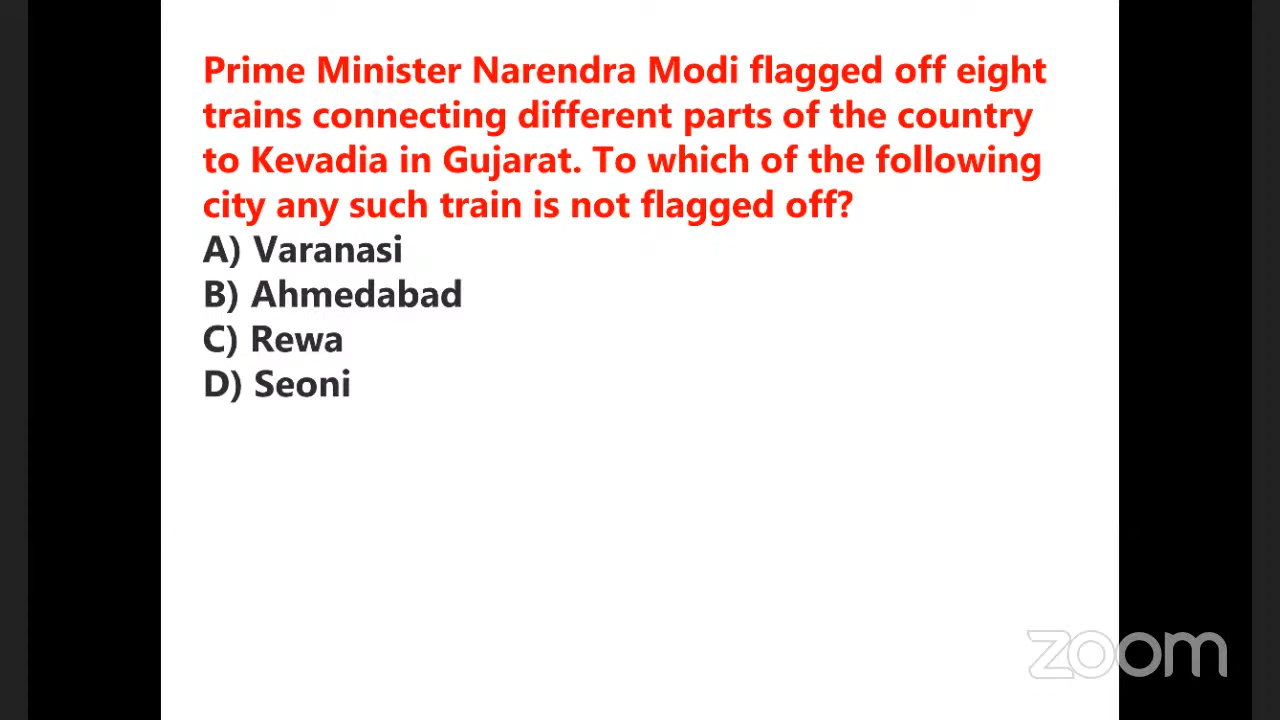 Prime Minister Narendra Modi flagged off eight
trains connecting different parts of the country
to Kevadia in Gujarat. To which of the following
city any such train is not flagged off?
A) Varanasi
B) Ahmedabad
C) Rewa
D) Seoni
zoom